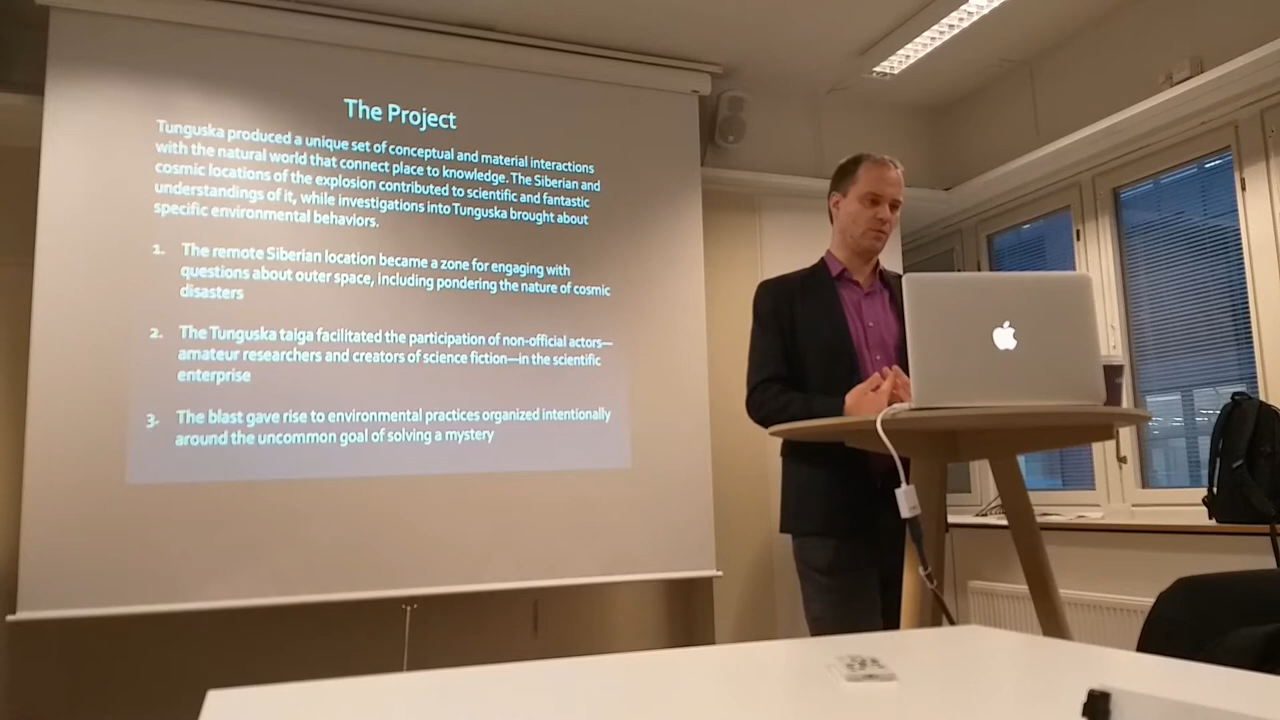 The Project
Tunguska produced a unique set of conceptual and material interactions
with the natural world that connect place to knowledge. The Siberian and
cosmic locations of the explosion contributed to scientific and fantastic
understandings of it, while investigations into Tunguska brought about
specific environmental behaviors.
1. The remote Siberian location became a zone for engaging with
questions about outer space, including pondering the nature of cosmic
disasters
2. The Tunguska taiga facilitated the participation of non-official actors—
amateur researchers and creators of science fiction—in the scientific
enterprise
3. The blast gave rise to environmental practices organized intentionally
around the uncommon goal of solving a mystery